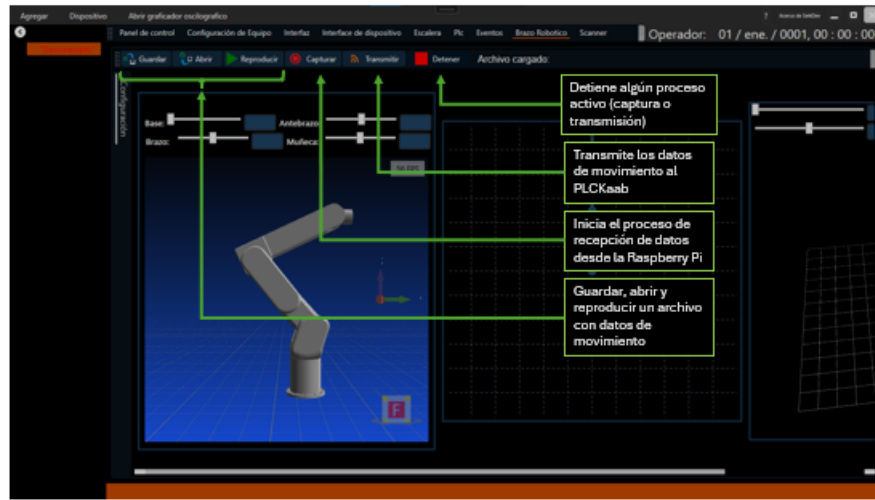 Agregar Dispositivo Abrir graficador oscilografico
Panel de control Configuración de Equipo Interfaz Interface de dispositivo Escalera Plc Eventos Brazo Robotico Scanner Operador: 01 / ene. / 0001, 00 : 00 : 00
Guardar Abrir Reproducir Capturar Transmitir Detener Archivo cargado:
Configuración
Base: Antebrazo:
Brazo: Muñeca:
FPS
Detiene algún proceso
activo (captura o
transmisión)
Transmite los datos
de movimiento al
PLCKaab
Inicia el proceso de
recepción de datos
desde la Raspberry Pi
Guardar, abrir y
reproducir un archivo
con datos de
movimiento
F